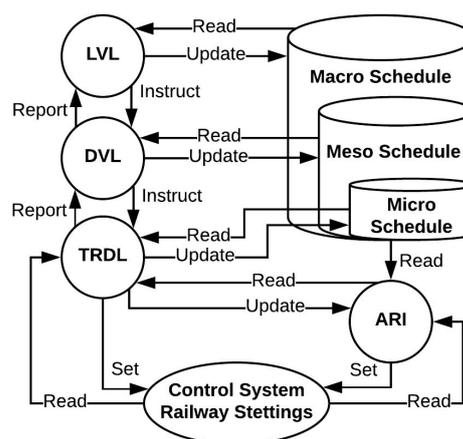 Read
LVL
Update
Macro Schedule
Instruct
Report
Read
DVL
Update
Meso Schedule
Instruct
Report
Micro
Schedule
Read
TRDL
Update
Read
Read
Update
ARI
Set
Set
Control System
Railway Stettings
Read
Read